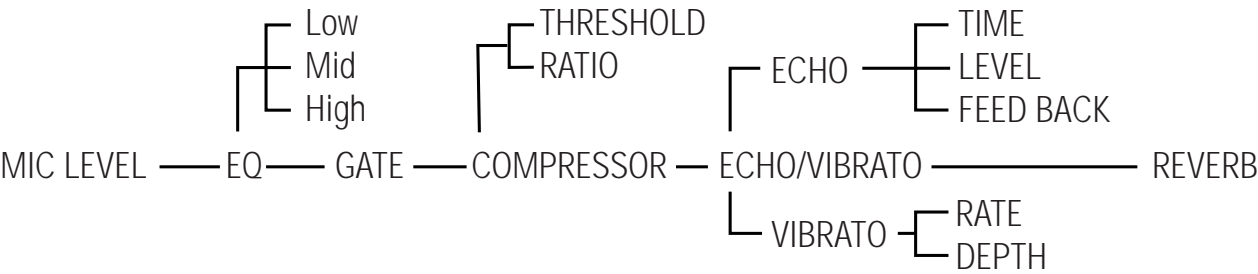 Low
Mid
High
THRESHOLD
RATIO
ECHO
TIME
LEVEL
FEED BACK
MIC LEVEL EQ GATE COMPRESSOR ECHO/VIBRATO REVERB
VIBRATO
RATE
DEPTH